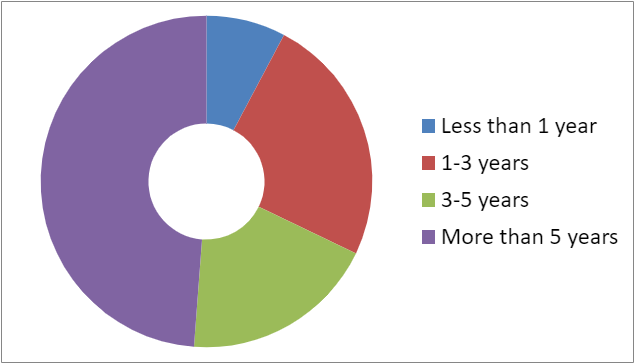 Less than 1 year
1-3 years
3-5 years
More than 5 years